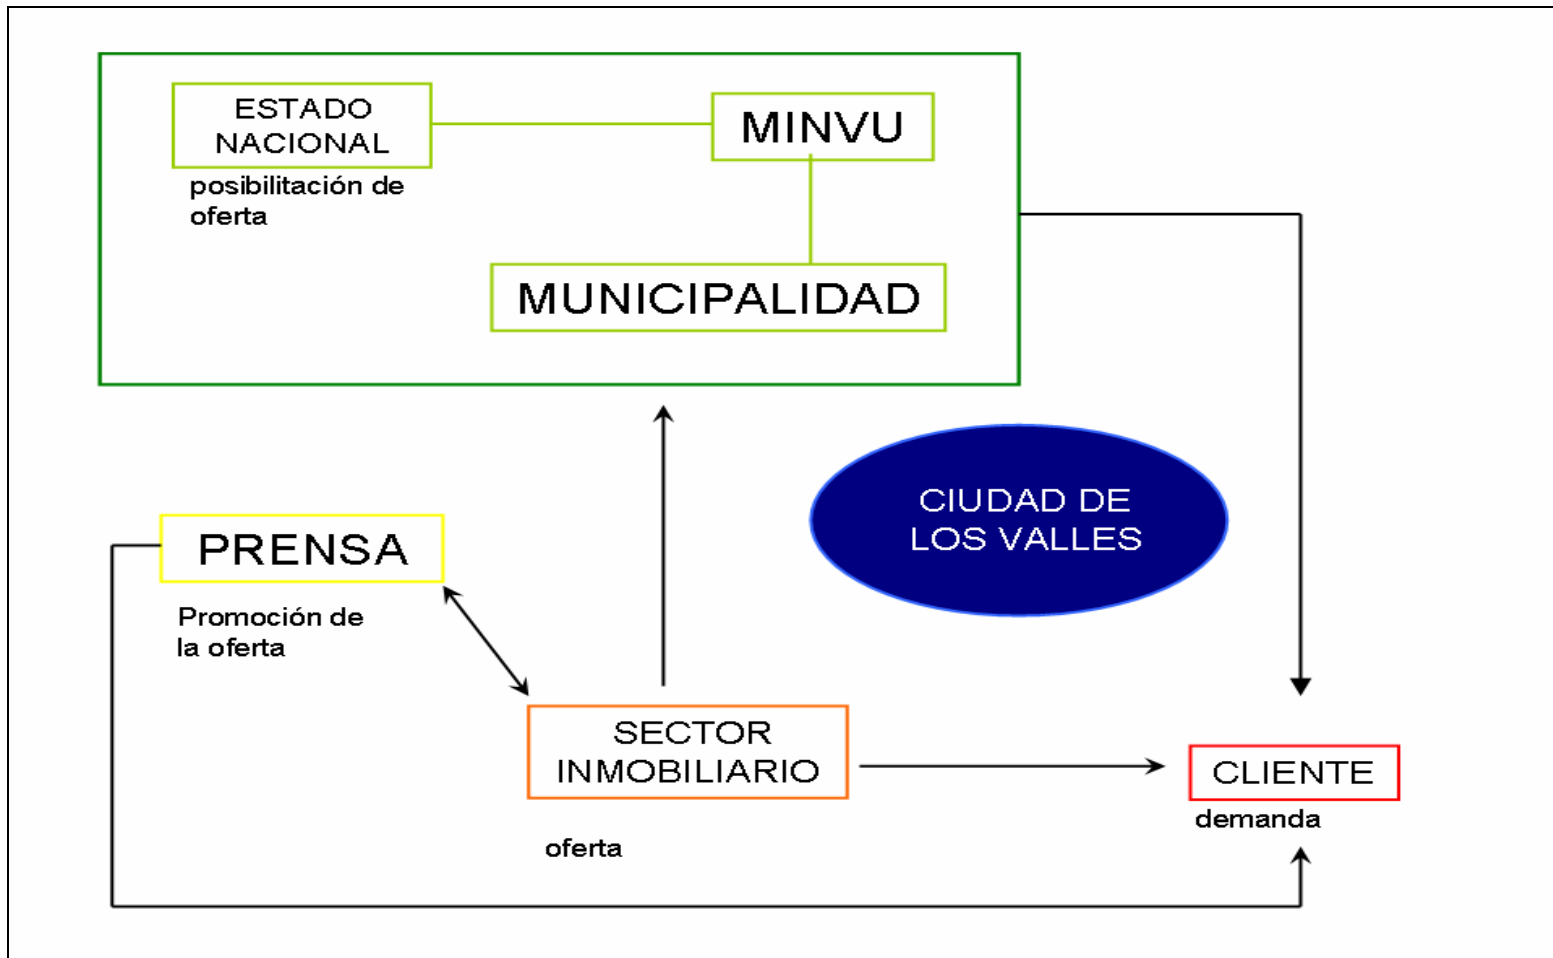 ESTADO
NACIONAL
MINVU
posibilitación de
oferta
MUNICIPALIDAD
CIUDAD DE
LOS VALLES
PRENSA
Promoción de
la oferta
SECTOR
INMOBILIARIO
CLIENTE
demanda
oferta